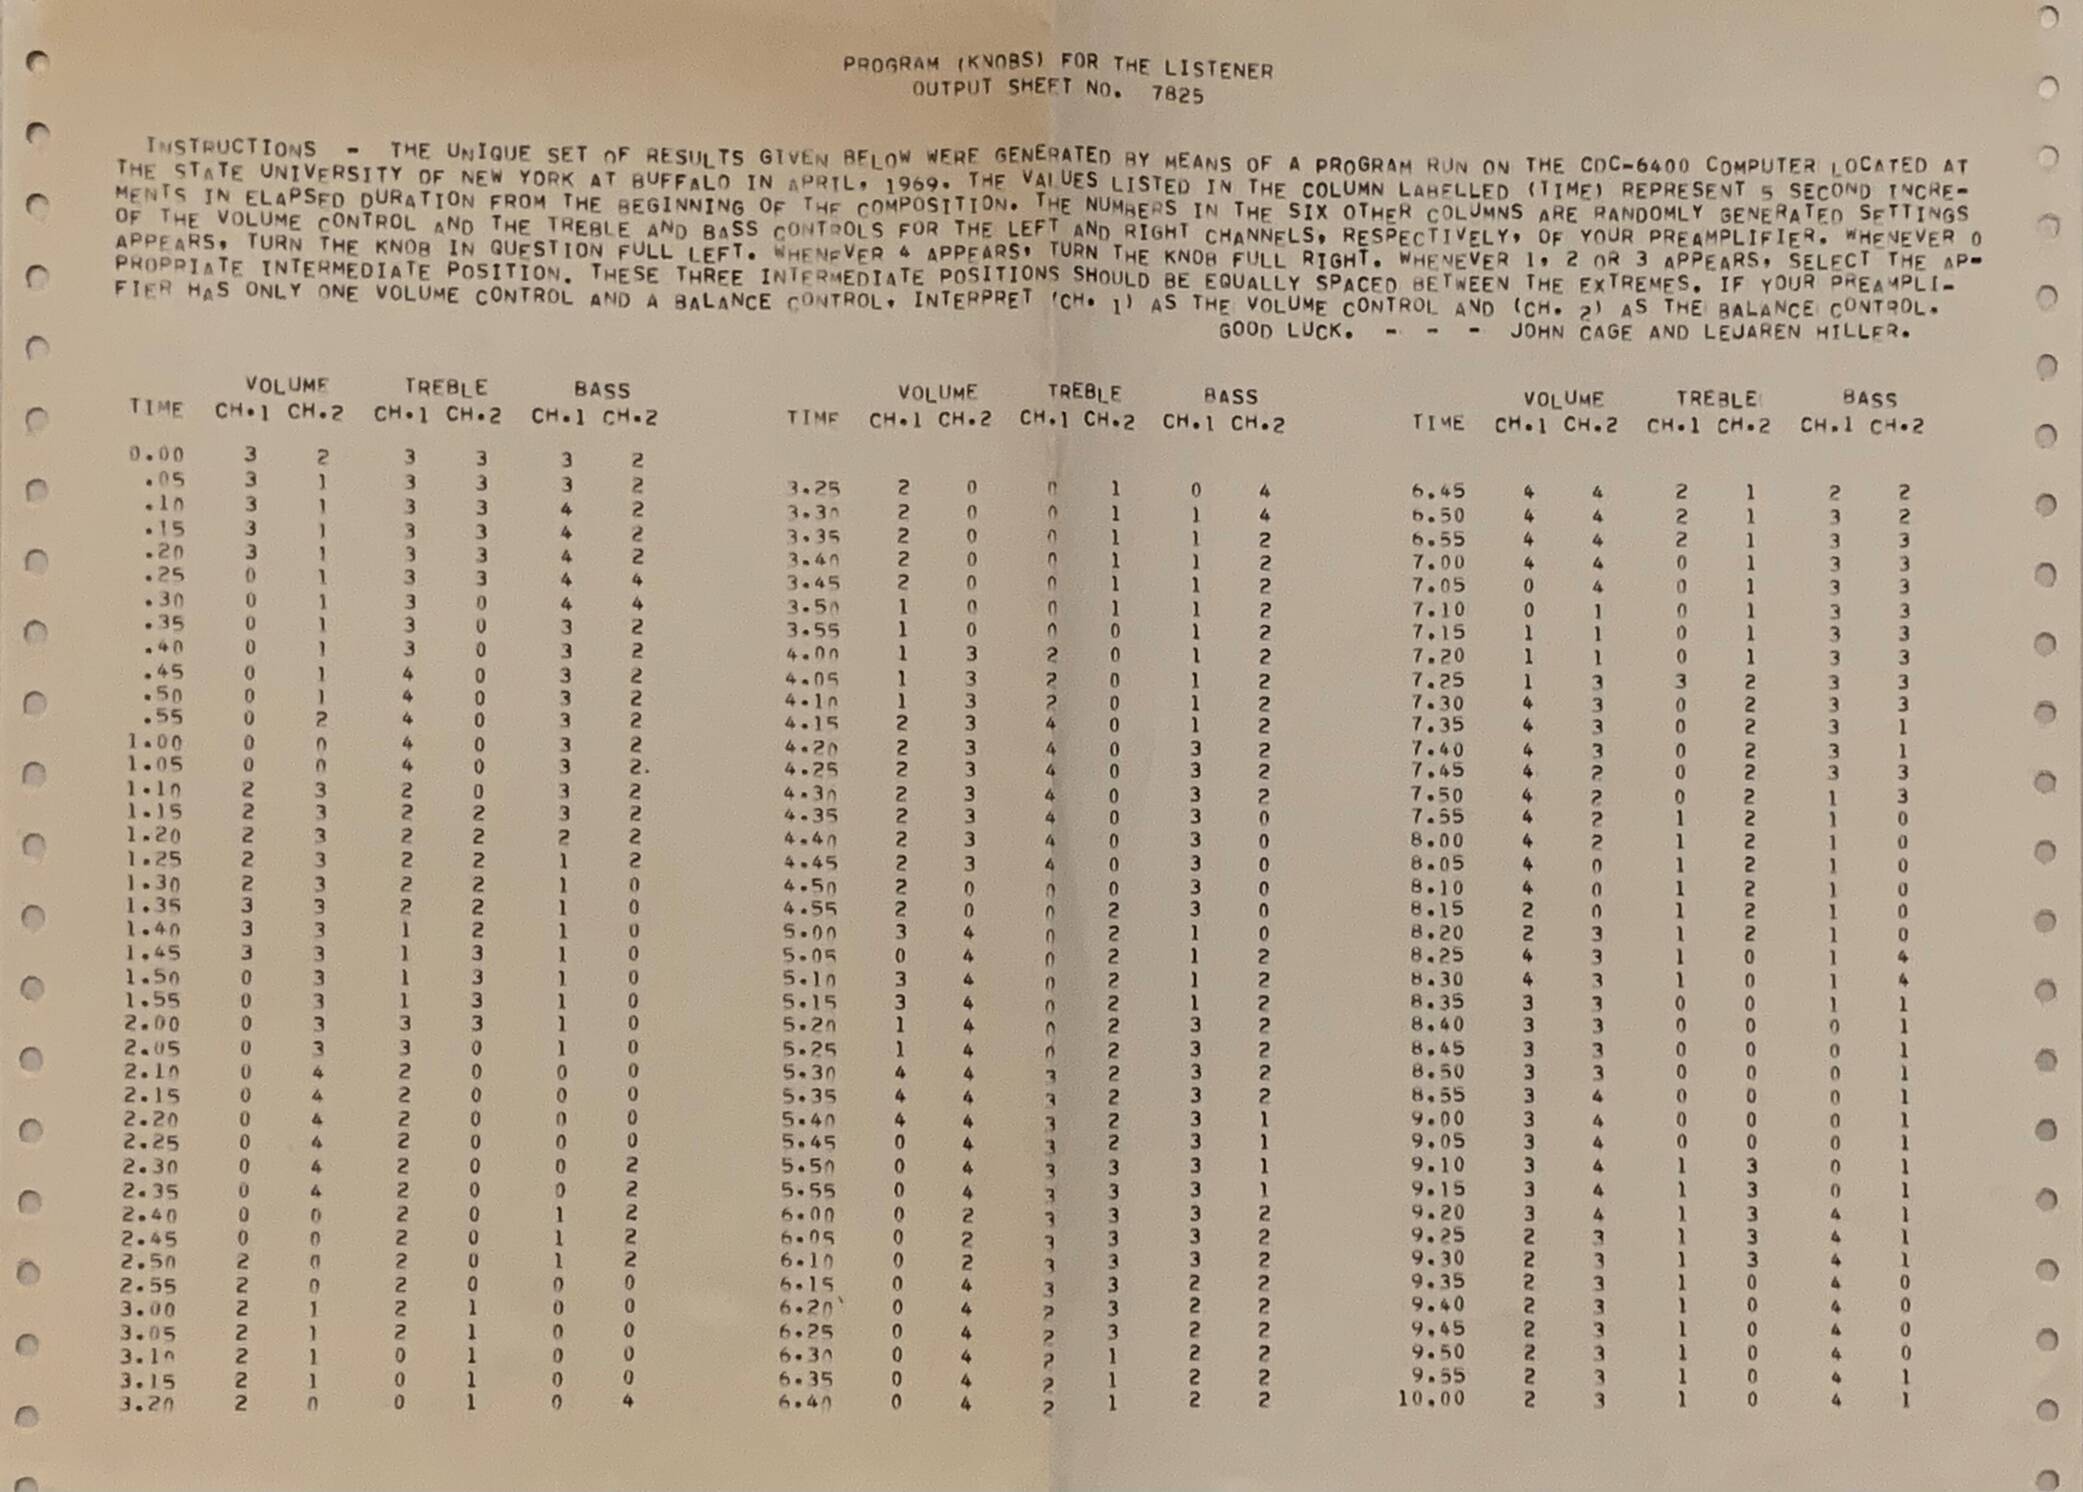 PROGRAM (KNOBS) FOR THE LISTENER
OUTPUT SHEET NO. 7825
INSTRUCTIONS - THE UNIQUE SET OF RESULTS GIVEN BELOW WERE GENERATED BY MEANS OF A PROGRAM RUN ON THE CDC-6400 COMPUTER LOCATED AT
THE STATE UNIVERSITY OF NEW YORK AT BUFFALO IN APRIL, 1969. THE VALUES LISTED IN THE COLUMN LABELLED (TIME) REPRESENT 5 SECOND INCRE-
MENTS IN ELAPSED DURATION FROM THE BEGINNING OF THE COMPOSITION. THE NUMBERS IN THE SIX OTHER COLUMNS ARE RANDOMLY GENERATED SETTINGS
OF THE VOLUME CONTROL AND THE TREBLE AND BASS CONTROLS FOR THE LEFT AND RIGHT CHANNELS, RESPECTIVELY, OF YOUR PREAMPLIFIER. WHENEVER 0
APPEARS, TURN THE KNOB IN QUESTION FULL LEFT. WHENEVER 4 APPEARS, TURN THE KNOB FULL RIGHT. WHENEVER 1, 2 OR 3 APPEARS, SELECT THE AP-
PROPRIATE INTERMEDIATE POSITION. THESE THREE INTERMEDIATE POSITIONS SHOULD BE EQUALLY SPACED BETWEEN THE EXTREMES. IF YOUR PREAMPLI-
FIER HAS ONLY ONE VOLUME CONTROL AND A BALANCE CONTROL, INTERPRET (CH. 1) AS THE VOLUME CONTROL AND (CH. 2) AS THE BALANCE CONTROL.
GOOD LUCK. - - - JOHN CAGE AND LEJAREN HILLER.
VOLUME TREBLE BASS VOLUME TREBLE BASS VOLUME TREBLE BASS
TIME CH.1 CH.2 CH.1 CH.2 CH.1 CH.2 TIME CH.1 CH.2 CH.1 CH.2 CH.1 CH.2 TIME CH.1 CH.2 CH.1 CH.2 CH.1 CH.2
0.00 3 2 3 3 3 2
.05 3 1 3 3 3 2 3.25 2 0 0 1 0 4 6.45 4 4 2 1 2 2
.10 3 1 3 3 4 2 3.30 2 0 0 1 1 4 6.50 4 4 2 1 3 2
.15 3 1 3 3 4 2 3.35 2 0 0 1 1 2 6.55 4 4 2 1 3 3
.20 3 1 3 3 4 2 3.40 2 0 0 1 1 2 7.00 4 4 0 1 3 3
.25 0 1 3 3 4 4 3.45 2 0 0 1 1 2 7.05 0 4 0 1 3 3
.30 0 1 3 0 4 4 3.50 1 0 0 1 1 2 7.10 0 1 0 1 3 3
.35 0 1 3 0 3 2 3.55 1 0 0 0 1 2 7.15 1 1 0 1 3 3
.40 0 1 3 0 3 2 4.00 1 3 2 0 1 2 7.20 1 1 0 1 3 3
.45 0 1 4 0 3 2 4.05 1 3 2 0 1 2 7.25 1 3 3 2 3 3
.50 0 1 4 0 3 2 4.10 1 3 2 0 1 2 7.30 4 3 0 2 3 3
.55 0 2 4 0 3 2 4.15 2 3 4 0 1 2 7.35 4 3 0 2 3 1
1.00 0 0 4 0 3 2 4.20 2 3 4 0 3 2 7.40 4 3 0 2 3 1
1.05 0 0 4 0 3 2. 4.25 2 3 4 0 3 2 7.45 4 2 0 2 3 3
1.10 2 3 2 0 3 2 4.30 2 3 4 0 3 2 7.50 4 2 0 2 1 3
1.15 2 3 2 2 3 2 4.35 2 3 4 0 3 0 7.55 4 2 1 2 1 0
1.20 2 3 2 2 2 2 4.40 2 3 4 0 3 0 8.00 4 2 1 2 1 0
1.25 2 3 2 2 1 2 4.45 2 3 4 0 3 0 8.05 4 0 1 2 1 0
1.30 2 3 2 2 1 0 4.50 2 0 0 0 3 0 8.10 4 0 1 2 1 0
1.35 3 3 2 2 1 0 4.55 2 0 0 2 3 0 8.15 2 0 1 2 1 0
1.40 3 3 1 2 1 0 5.00 3 4 0 2 1 0 8.20 2 3 1 2 1 0
1.45 3 3 1 3 1 0 5.05 0 4 0 2 1 2 8.25 4 3 1 0 1 4
1.50 0 3 1 3 1 0 5.10 3 4 0 2 1 2 8.30 4 3 1 0 1 4
1.55 0 3 1 3 1 0 5.15 3 4 0 2 1 2 8.35 3 3 0 0 1 1
2.00 0 3 3 3 1 0 5.20 1 4 0 2 3 2 8.40 3 3 0 0 0 1
2.05 0 3 3 0 1 0 5.25 1 4 0 2 3 2 8.45 3 3 0 0 0 1
2.10 0 4 2 0 0 0 5.30 4 4 3 2 3 2 8.50 3 3 0 0 0 1
2.15 0 4 2 0 0 0 5.35 4 4 3 2 3 2 8.55 3 4 0 0 0 1
2.20 0 4 2 0 0 0 5.40 4 4 3 2 3 1 9.00 3 4 0 0 0 1
2.25 0 4 2 0 0 0 5.45 0 4 3 2 3 1 9.05 3 4 0 0 0 1
2.30 0 4 2 0 0 2 5.50 0 4 3 3 3 1 9.10 3 4 1 3 0 1
2.35 0 4 2 0 0 2 5.55 0 4 3 3 3 1 9.15 3 4 1 3 0 1
2.40 0 0 2 0 1 2 6.00 0 2 3 3 3 2 9.20 3 4 1 3 4 1
2.45 0 0 2 0 1 2 6.05 0 2 3 3 3 2 9.25 2 3 1 3 4 1
2.50 2 0 2 0 1 2 6.10 0 2 3 3 3 2 9.30 2 3 1 3 4 1
2.55 2 0 2 0 0 0 6.15 0 4 3 3 2 2 9.35 2 3 1 0 4 0
3.00 2 1 2 1 0 0 6.20 0 4 2 3 2 2 9.40 2 3 1 0 4 0
3.05 2 1 2 1 0 0 6.25 0 4 2 3 2 2 9.45 2 3 1 0 4 0
3.10 2 1 0 1 0 0 6.30 0 4 2 1 2 2 9.50 2 3 1 0 4 0
3.15 2 1 0 1 0 0 6.35 0 4 2 1 2 2 9.55 2 3 1 0 4 1
3.20 2 0 0 1 0 4 6.40 0 4 2 1 2 2 10.00 2 3 1 0 4 1